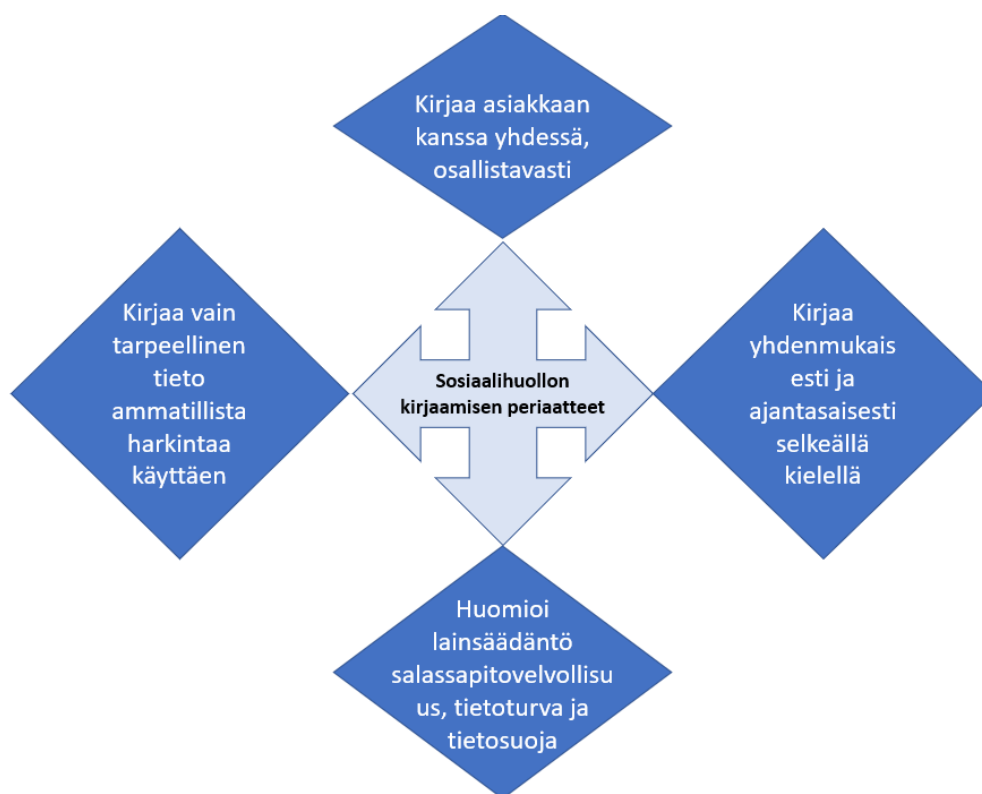 Kirjaa asiakkaan
kanssa yhdessä,
osallistavasti
Kirjaa vain
tarpeellinen
tieto
ammatillista
harkintaa
käyttäen
Sosiaalihuollon
kirjaamisen periaatteet
Kirjaa
yhdenmukais
esti ja
ajantasaisesti
selkeällä
kielellä
Huomioi
lainsäädäntö
salassapitovelvollisu
us, tietoturva ja
tietosuoja